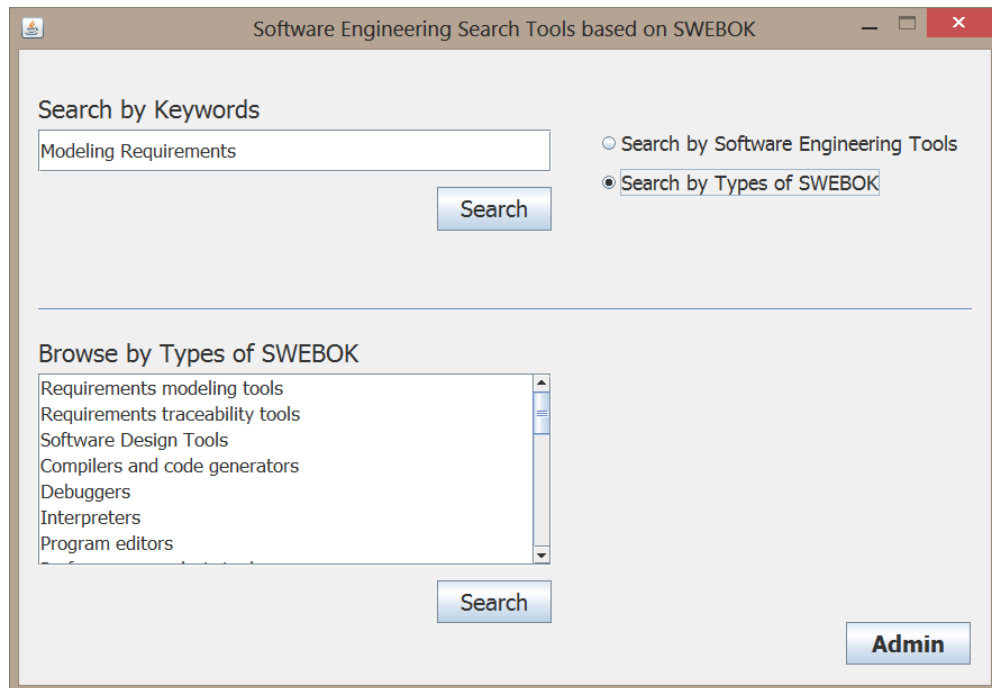 Software Engineering Search Tools based on SWEBOK
Search by Keywords
Modeling Requirements
Search by Software Engineering Tools
Search by Types of SWEBOK
Search
Browse by Types of SWEBOK
Requirements modeling tools
Requirements traceability tools
Software Design Tools
Compilers and code generators
Debuggers
Interpreters
Program editors
Search
Admin